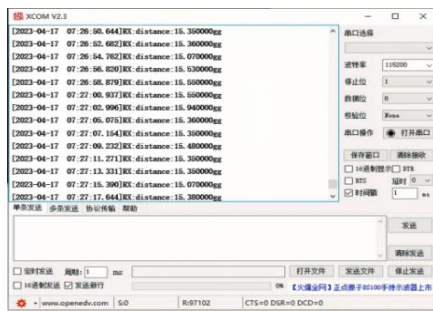 XCOM V2.3
[2023-04-17 07:26:50.644]RX:distance:15.350000gg
[2023-04-17 07:26:52.682]RX:distance:15.360000gg
[2023-04-17 07:26:54.762]RX:distance:15.070000gg
[2023-04-17 07:26:56.820]RX:distance:15.530000gg
[2023-04-17 07:26:58.879]RX:distance:15.550000gg
[2023-04-17 07:27:00.937]RX:distance:15.550000gg
[2023-04-17 07:27:02.996]RX:distance:15.940000gg
[2023-04-17 07:27:05.075]RX:distance:15.360000gg
[2023-04-17 07:27:07.154]RX:distance:15.350000gg
[2023-04-17 07:27:09.232]RX:distance:15.480000gg
[2023-04-17 07:27:11.271]RX:distance:15.350000gg
[2023-04-17 07:27:13.331]RX:distance:15.350000gg
[2023-04-17 07:27:15.390]RX:distance:15.070000gg
[2023-04-17 07:27:17.644]RX:distance:15.380000gg
串口选择
波特率 115200
停止位 1
数据位 8
校验位 None
串口操作 打开串口
保存窗口 清除接收
16进制显示 DTR
RTS 延时 0
时间戳 1 ms
单条发送 多条发送 协议传输 帮助
发送
清除发送
定时发送 周期: 1 ms 打开文件 发送文件 停止发送
16进制发送 发送新行 0% 【火爆全网】正点原子DS100手持示波器上市
www.openedv.com S:0 R:97102 CTS=0 DSR=0 DCD=0